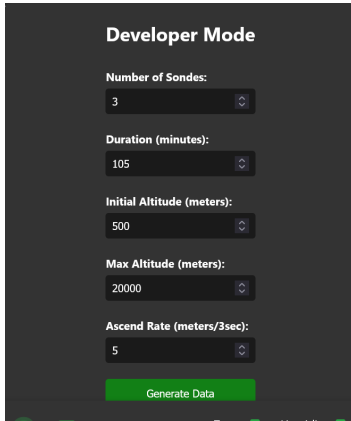 Developer Mode
Number of Sondes:
3
Duration (minutes):
105
Initial Altitude (meters):
500
Max Altitude (meters):
20000
Ascend Rate (meters/3sec):
5
Generate Data